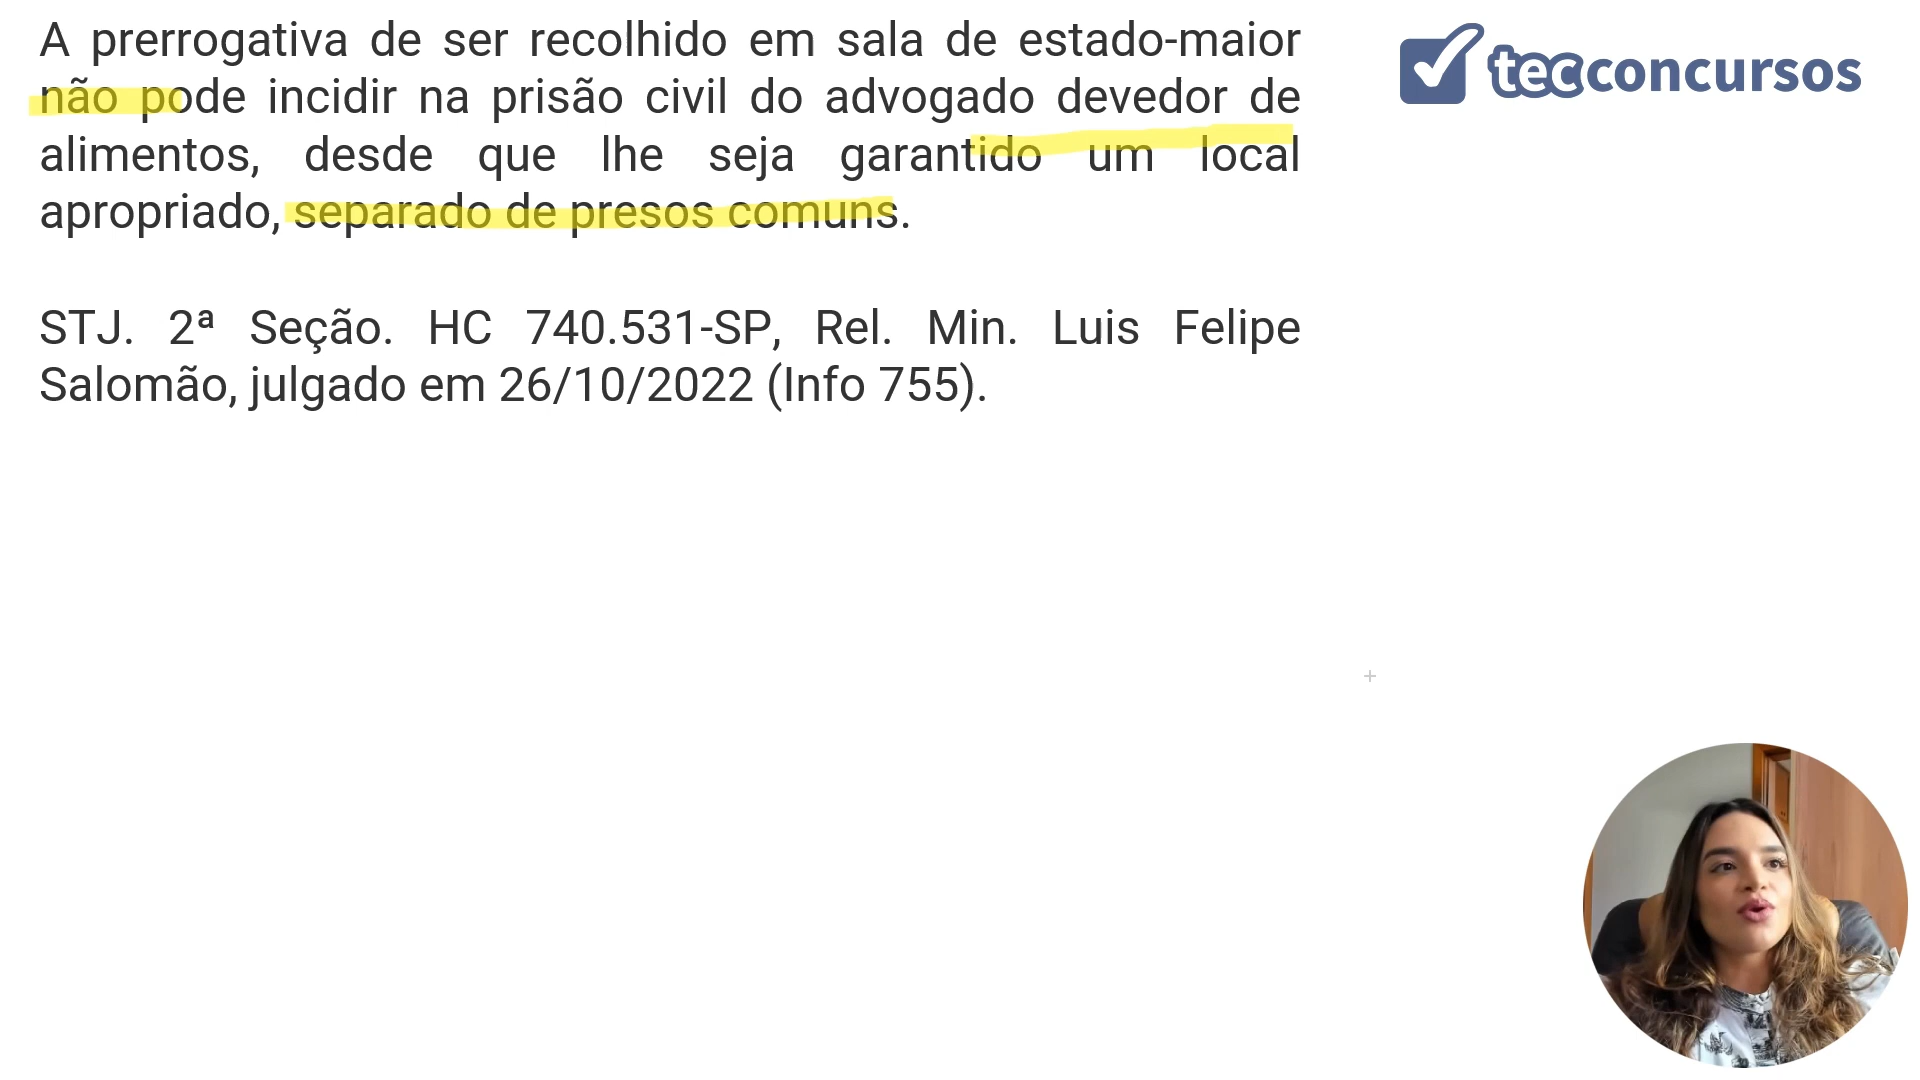 A prerrogativa de ser recolhido em sala de estado-maior
não pode incidir na prisão civil do advogado devedor de
alimentos, desde que lhe seja garantido um local
apropriado, separado de presos comuns.
STJ. 2ª Seção. HC 740.531-SP, Rel. Min. Luis Felipe
Salomão, julgado em 26/10/2022 (Info 755).
tecconcursos